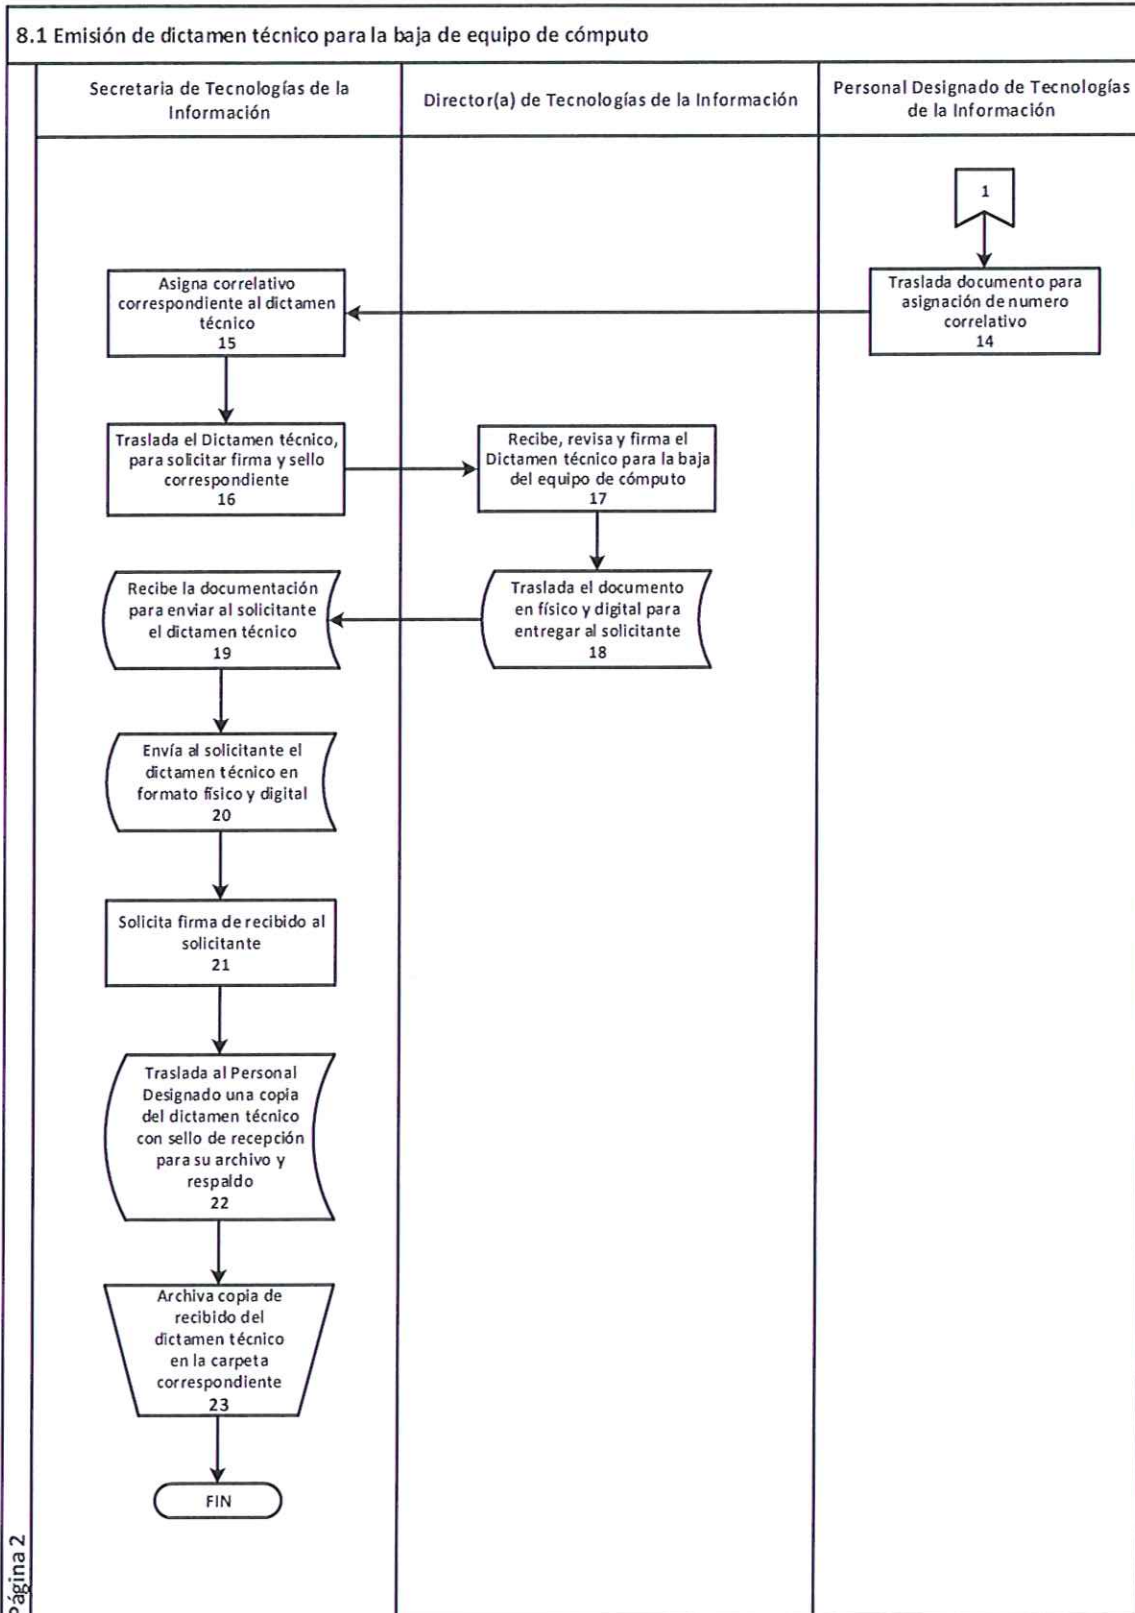 8.1 Emisión de dictamen técnico para la baja de equipo de cómputo
Secretaria de Tecnologías de la
Información
Director(a) de Tecnologías de la Información
Personal Designado de Tecnologías
de la Información
1
Traslada documento para
asignación de numero
correlativo
14
Asigna correlativo
correspondiente al dictamen
técnico
15
Traslada el Dictamen técnico,
para solicitar firma y sello
correspondiente
16
Recibe, revisa y firma el
Dictamen técnico para la baja
del equipo de cómputo
17
Traslada el documento
en físico y digital para
entregar al solicitante
18
Recibe la documentación
para enviar al solicitante
el dictamen técnico
19
Envía al solicitante el
dictamen técnico en
formato físico y digital
20
Solicita firma de recibido al
solicitante
21
Traslada al Personal
Designado una copia
del dictamen técnico
con sello de recepción
para su archivo y
respaldo
22
Archiva copia de
recibido del
dictamen técnico
en la carpeta
correspondiente
23
FIN
Página 2